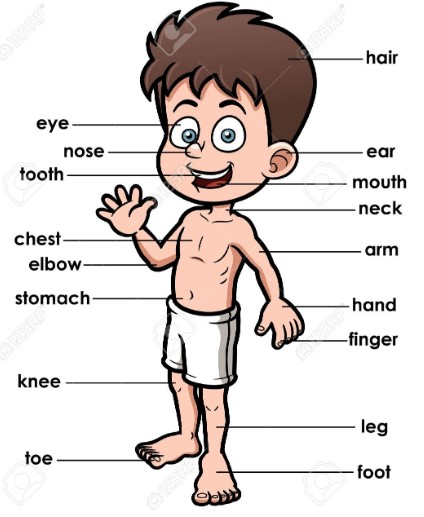 hair
eye
nose
ear
tooth
mouth
neck
chest
arm
elbow
stomach
hand
finger
knee
leg
toe
foot